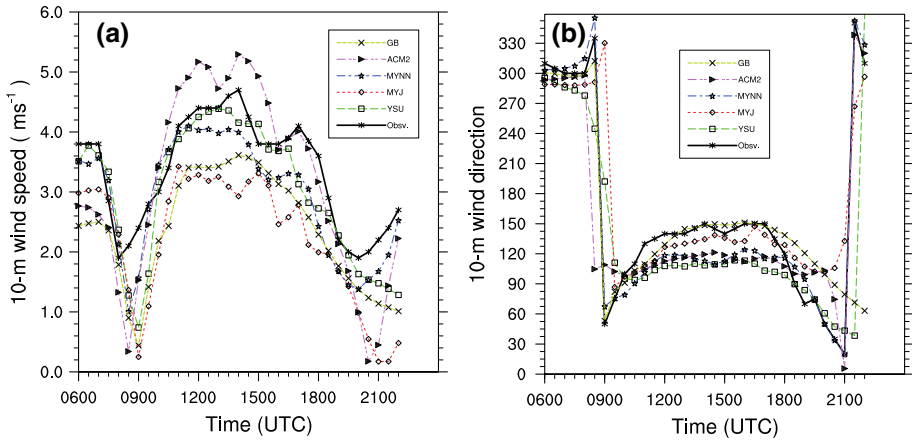 (a)
6.0
5.0
4.0
3.0
2.0
1.0
0.0
10-m wind speed ( ms⁻¹)
GB
ACM2
MYNN
MYJ
YSU
Obsv.
0600 0900 1200 1500 1800 2100
Time (UTC)
(b)
330
300
270
240
210
180
150
120
90
60
30
0
10-m wind direction
GB
ACM2
MYNN
MYJ
YSU
Obsv.
0600 0900 1200 1500 1800 2100
Time (UTC)